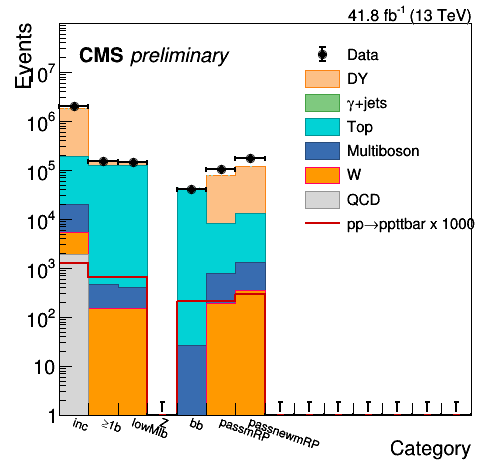 41.8 fb⁻¹ (13 TeV)
Events
CMS preliminary
Data
DY
γ+jets
Top
Multiboson
W
QCD
pp→ppttbar x 1000
10⁷
10⁶
10⁵
10⁴
10³
10²
10
1
inc
≥1b
lowMlb
Z
bb
passmRP
passnewmRP
Category